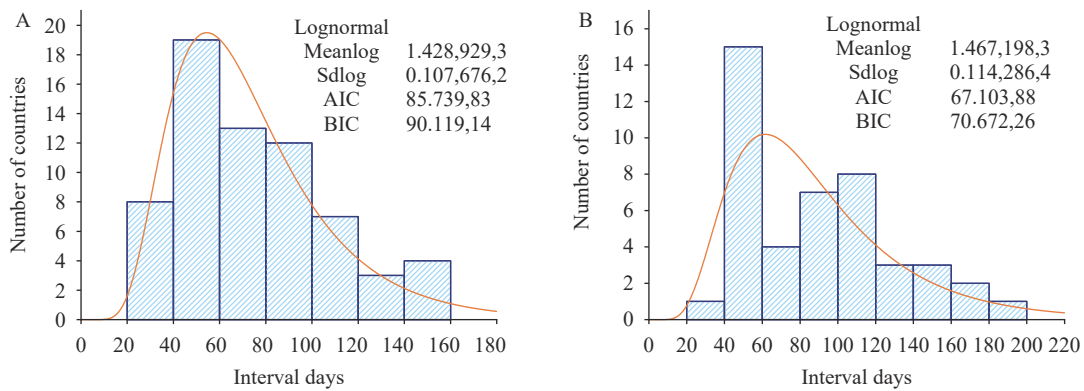 A
Number of countries
20
18
16
14
12
10
8
6
4
2
0
Lognormal
Meanlog 1.428,929,3
Sdlog 0.107,676,2
AIC 85.739,83
BIC 90.119,14
0 20 40 60 80 100 120 140 160 180
Interval days
B
Number of countries
16
14
12
10
8
6
4
2
0
Lognormal
Meanlog 1.467,198,3
Sdlog 0.114,286,4
AIC 67.103,88
BIC 70.672,26
0 20 40 60 80 100 120 140 160 180 200 220
Interval days